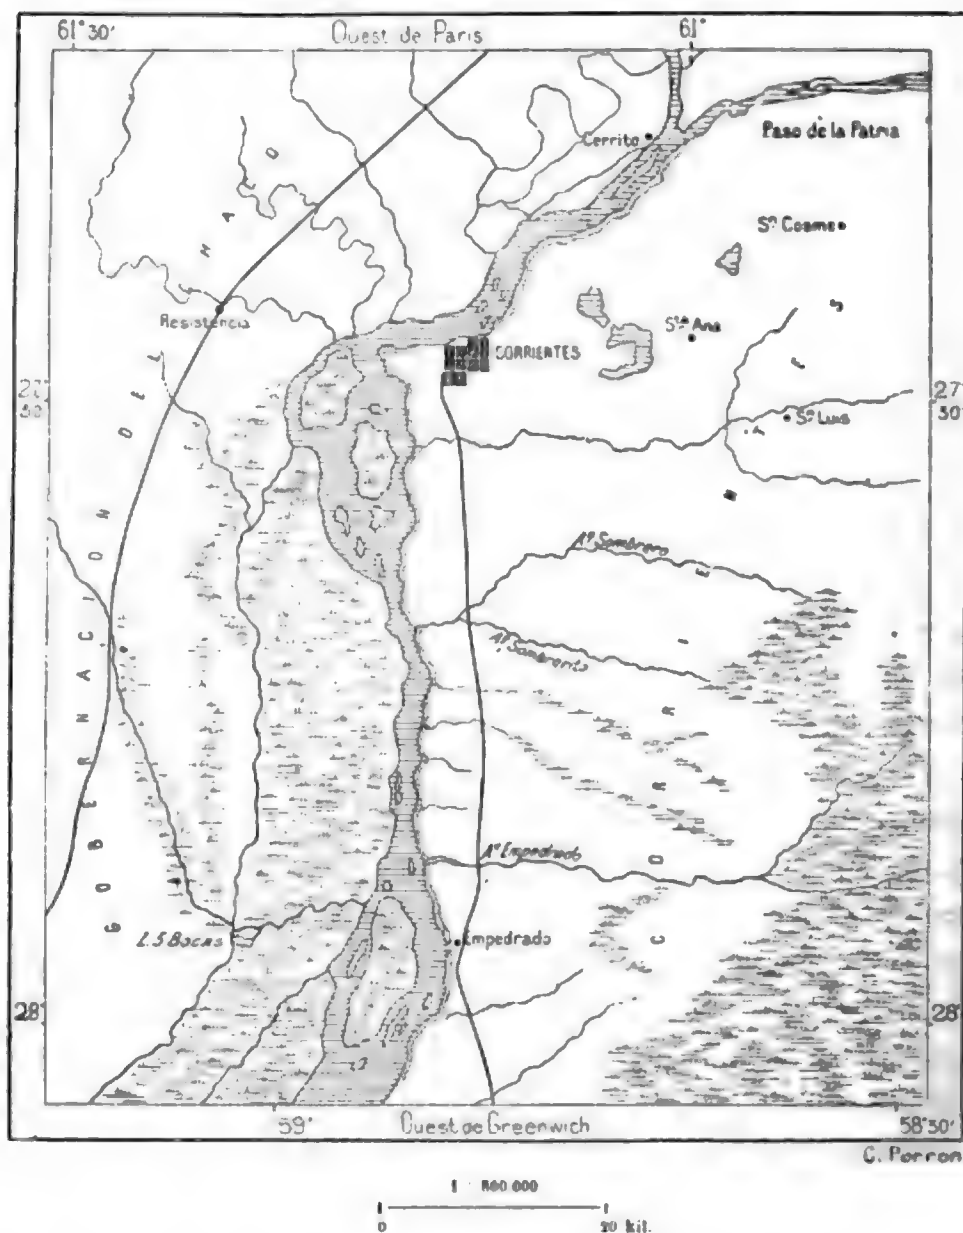 61°30'
Ouest de Paris
61°
Cerrito
Paso de la Patria
Sn Cosme
Resistencia
CORRIENTES
Sta Ana
27°
30'
27°
30'
Sn Luis
Ao Sombrero
Ao Sombrerito
GOBERNACION DEL CHACO
CORRIENTES
Ao Empedrado
L. 5 Bocas
Empedrado
28°
28°
59°
Ouest de Greenwich
58°30'
C. Perron
0
20 kil.